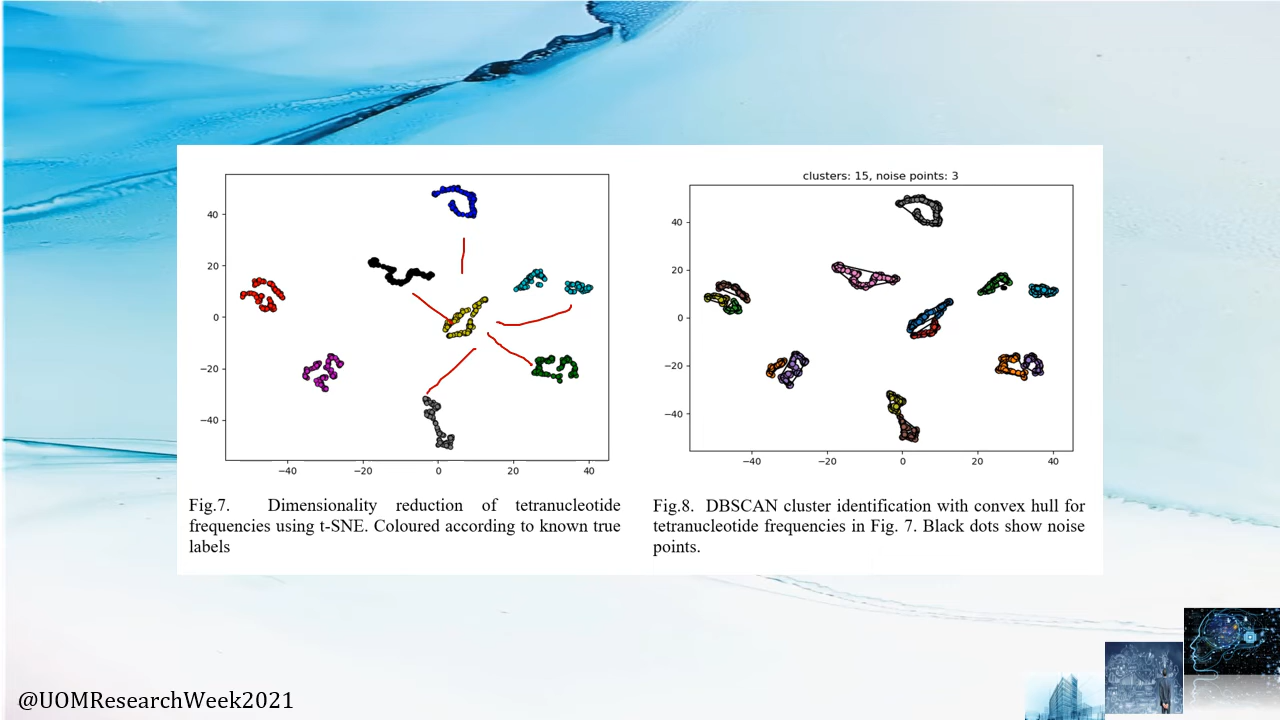 40
20
0
−20
−40
−40
−20
0
20
40
Fig.7. Dimensionality reduction of tetranucleotide
frequencies using t-SNE. Coloured according to known true
labels
clusters: 15, noise points: 3
40
20
0
−20
−40
−40
−20
0
20
40
Fig.8. DBSCAN cluster identification with convex hull for
tetranucleotide frequencies in Fig. 7. Black dots show noise
points.
@UOMResearchWeek2021